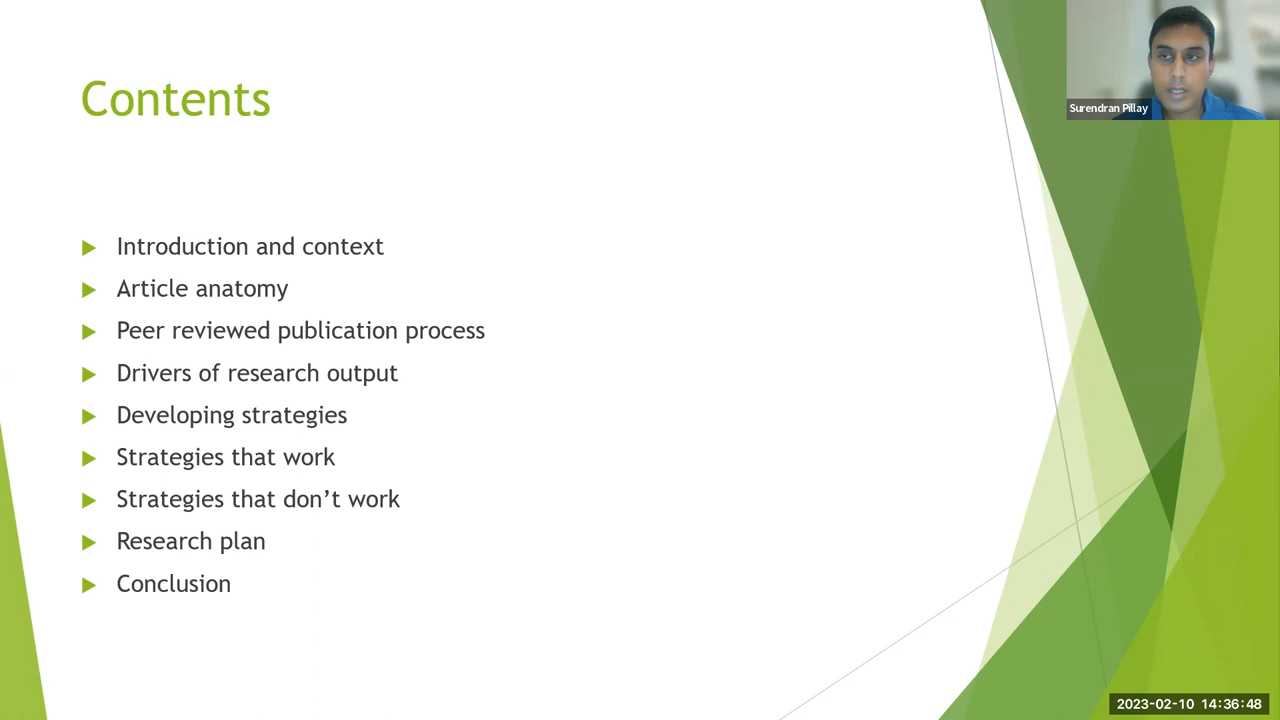 Contents
Introduction and context
Article anatomy
Peer reviewed publication process
Drivers of research output
Developing strategies
Strategies that work
Strategies that don’t work
Research plan
Conclusion
Surendran Pillay
2023-02-10 14:36:48